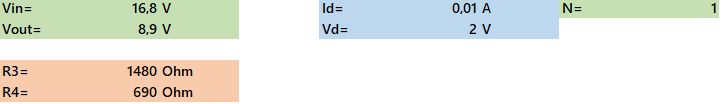 Vin= 16,8 V Id= 0,01 A N= 1
Vout= 8,9 V Vd= 2 V
R3= 1480 Ohm
R4= 690 Ohm